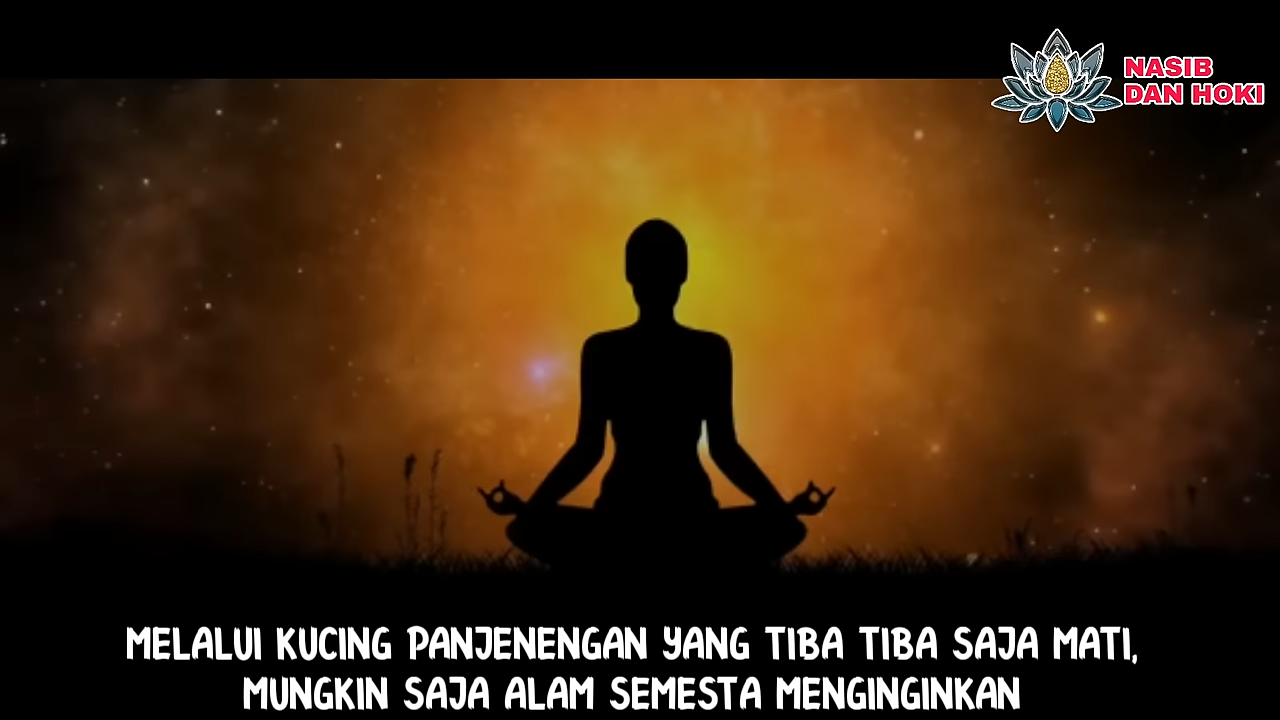 NASIB
DAN HOKI
MELALUI KUCING PANJENENGAN YANG TIBA TIBA SAJA MATI,
MUNGKIN SAJA ALAM SEMESTA MENGINGINKAN